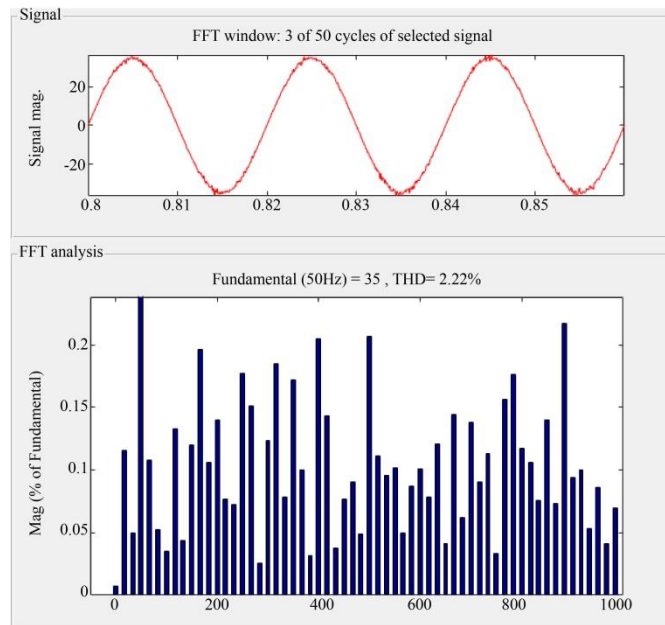 Signal
FFT window: 3 of 50 cycles of selected signal
Signal mag.
20
0
-20
0.8 0.81 0.82 0.83 0.84 0.85
FFT analysis
Fundamental (50Hz) = 35 , THD= 2.22%
Mag (% of Fundamental)
0.2
0.15
0.1
0.05
0
0 200 400 600 800 1000